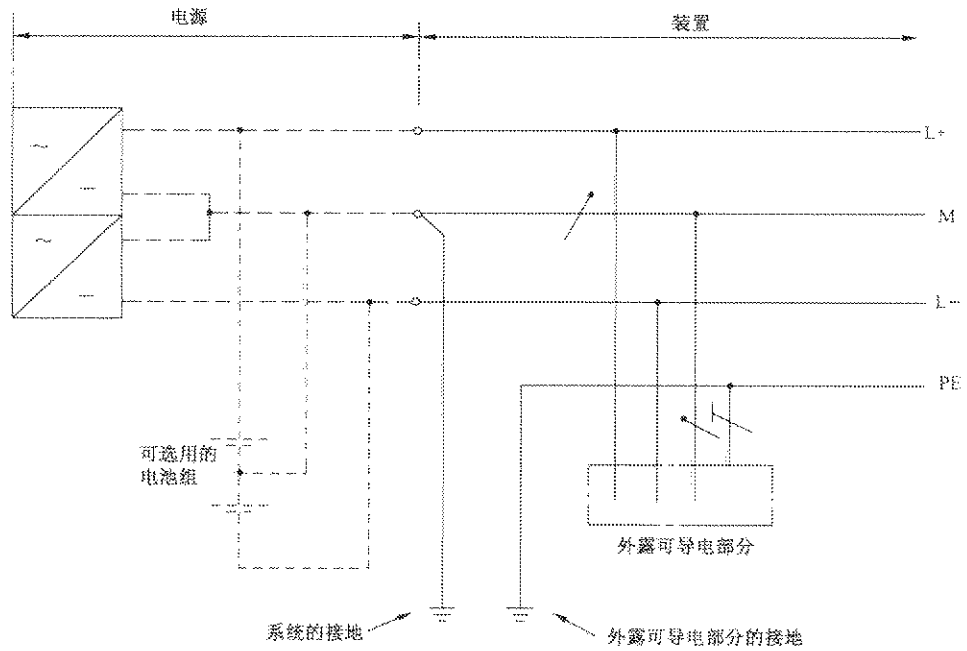 电源
装置
~
L+
~
M
L-
PE
可选用的
电池组
外露可导电部分
系统的接地
外露可导电部分的接地